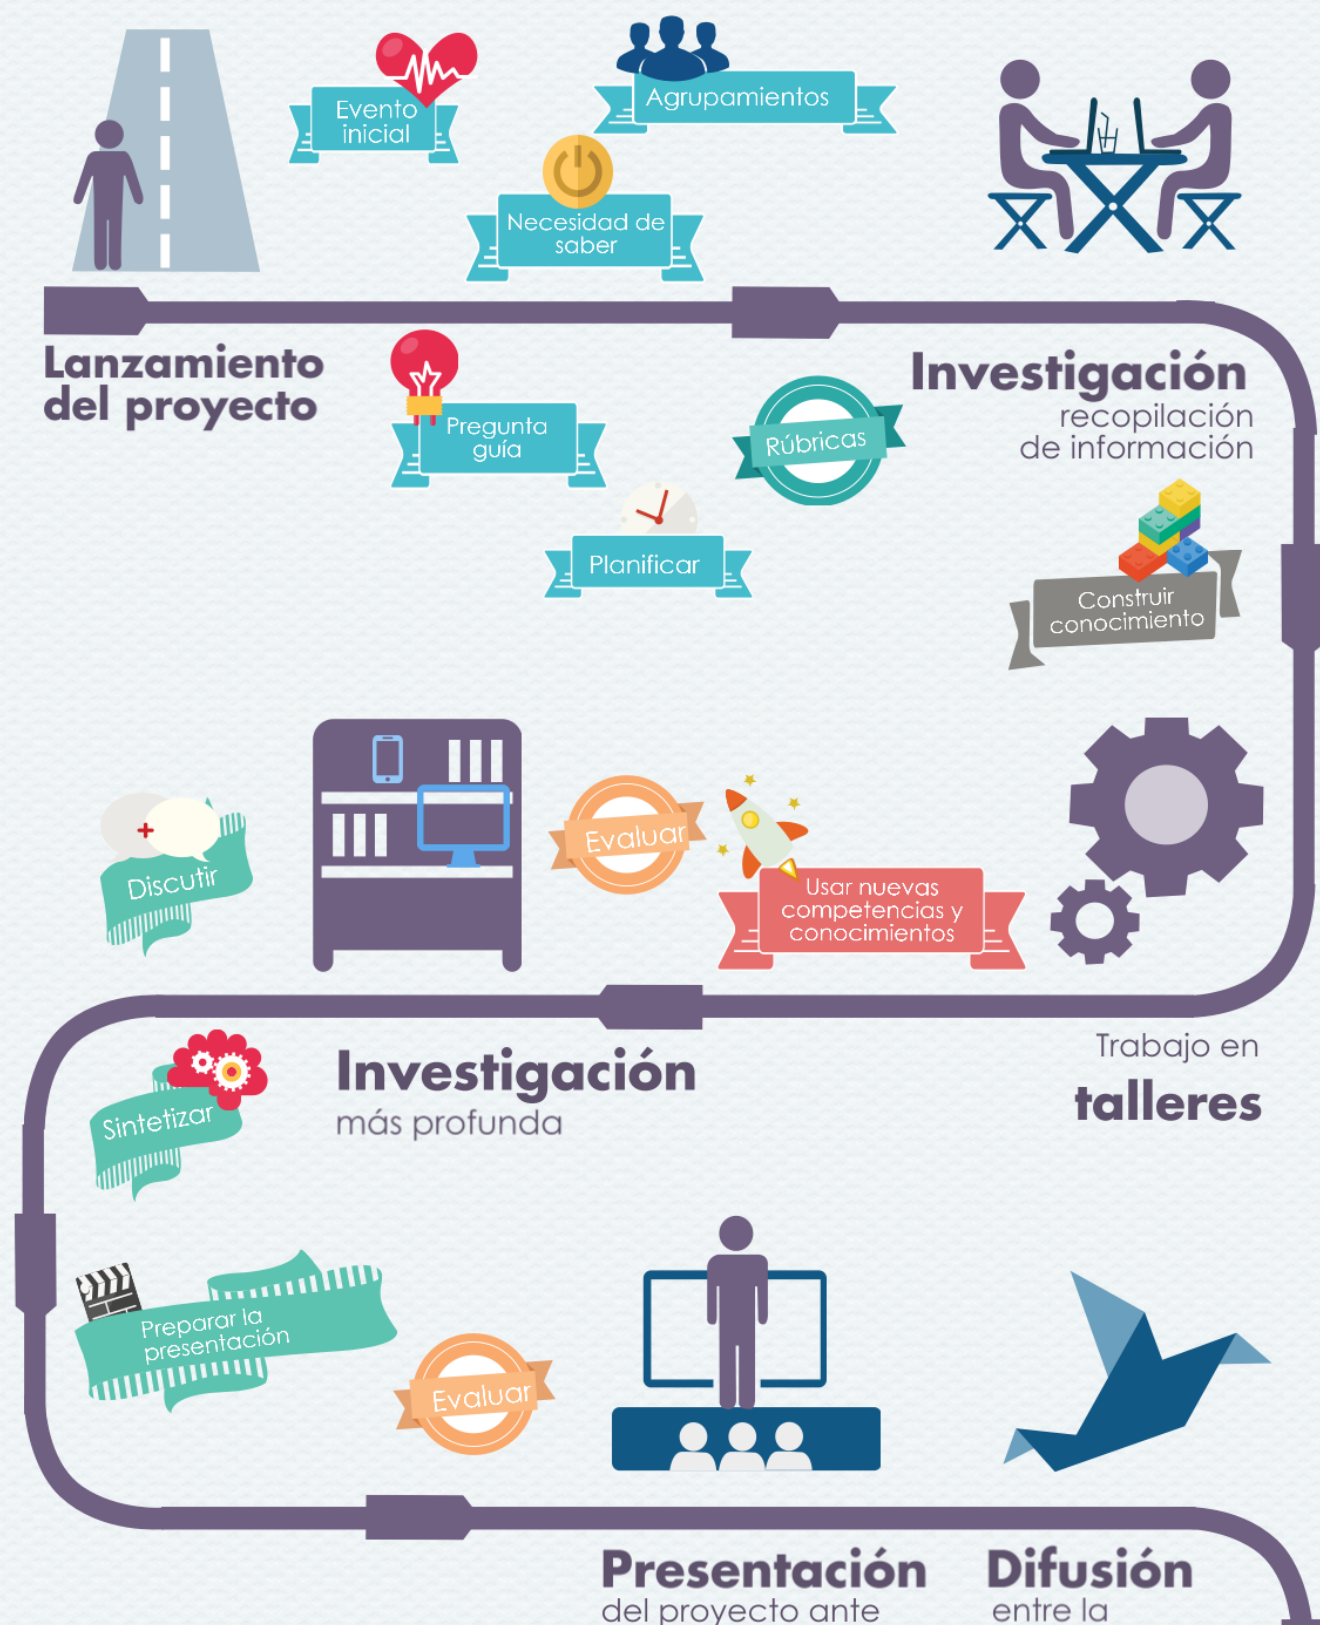 Evento
inicial
Agrupamientos
Necesidad de
saber
Lanzamiento
del proyecto
Pregunta
guía
Rúbricas
Investigación
recopilación
de información
Planificar
Construir
conocimiento
Discutir
Evaluar
Usar nuevas
competencias y
conocimientos
Sintetizar
Investigación
más profunda
Trabajo en
talleres
Preparar la
presentación
Evaluar
Presentación
del proyecto ante
Difusión
entre la